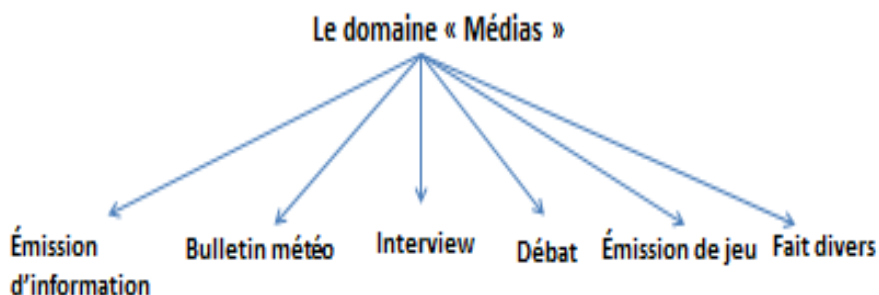 Le domaine « Médias »
Émission
d’information
Bulletin météo
Interview
Débat
Émission de jeu
Fait divers